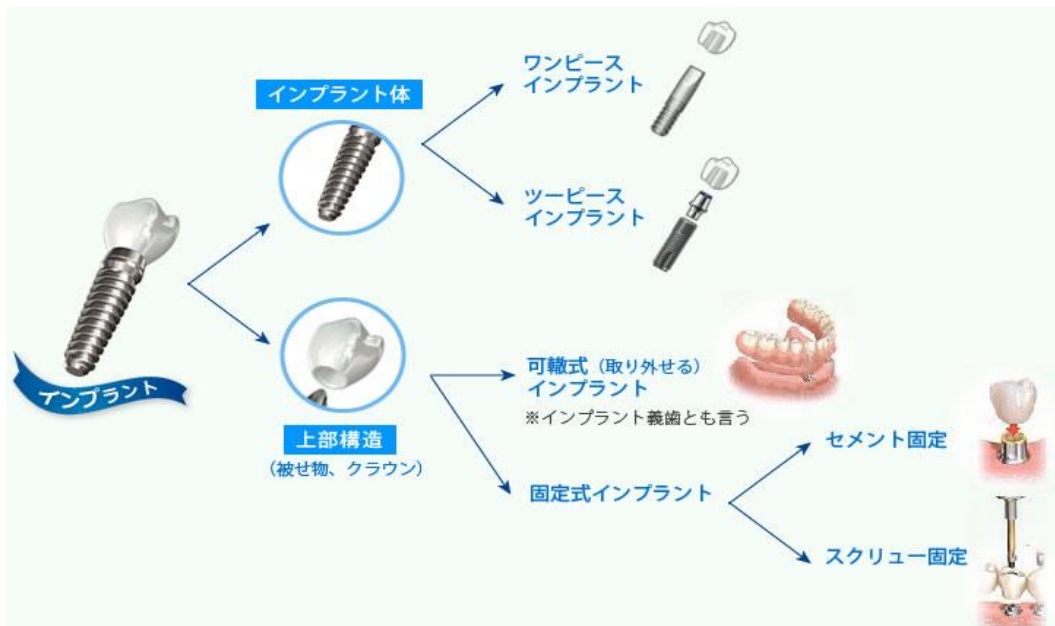 ワンピース
インプラント
インプラント体
ツーピース
インプラント
インプラント
可轍式（取り外せる）
インプラント
※インプラント義歯とも言う
上部構造
（被せ物、クラウン）
セメント固定
固定式インプラント
スクリュー固定